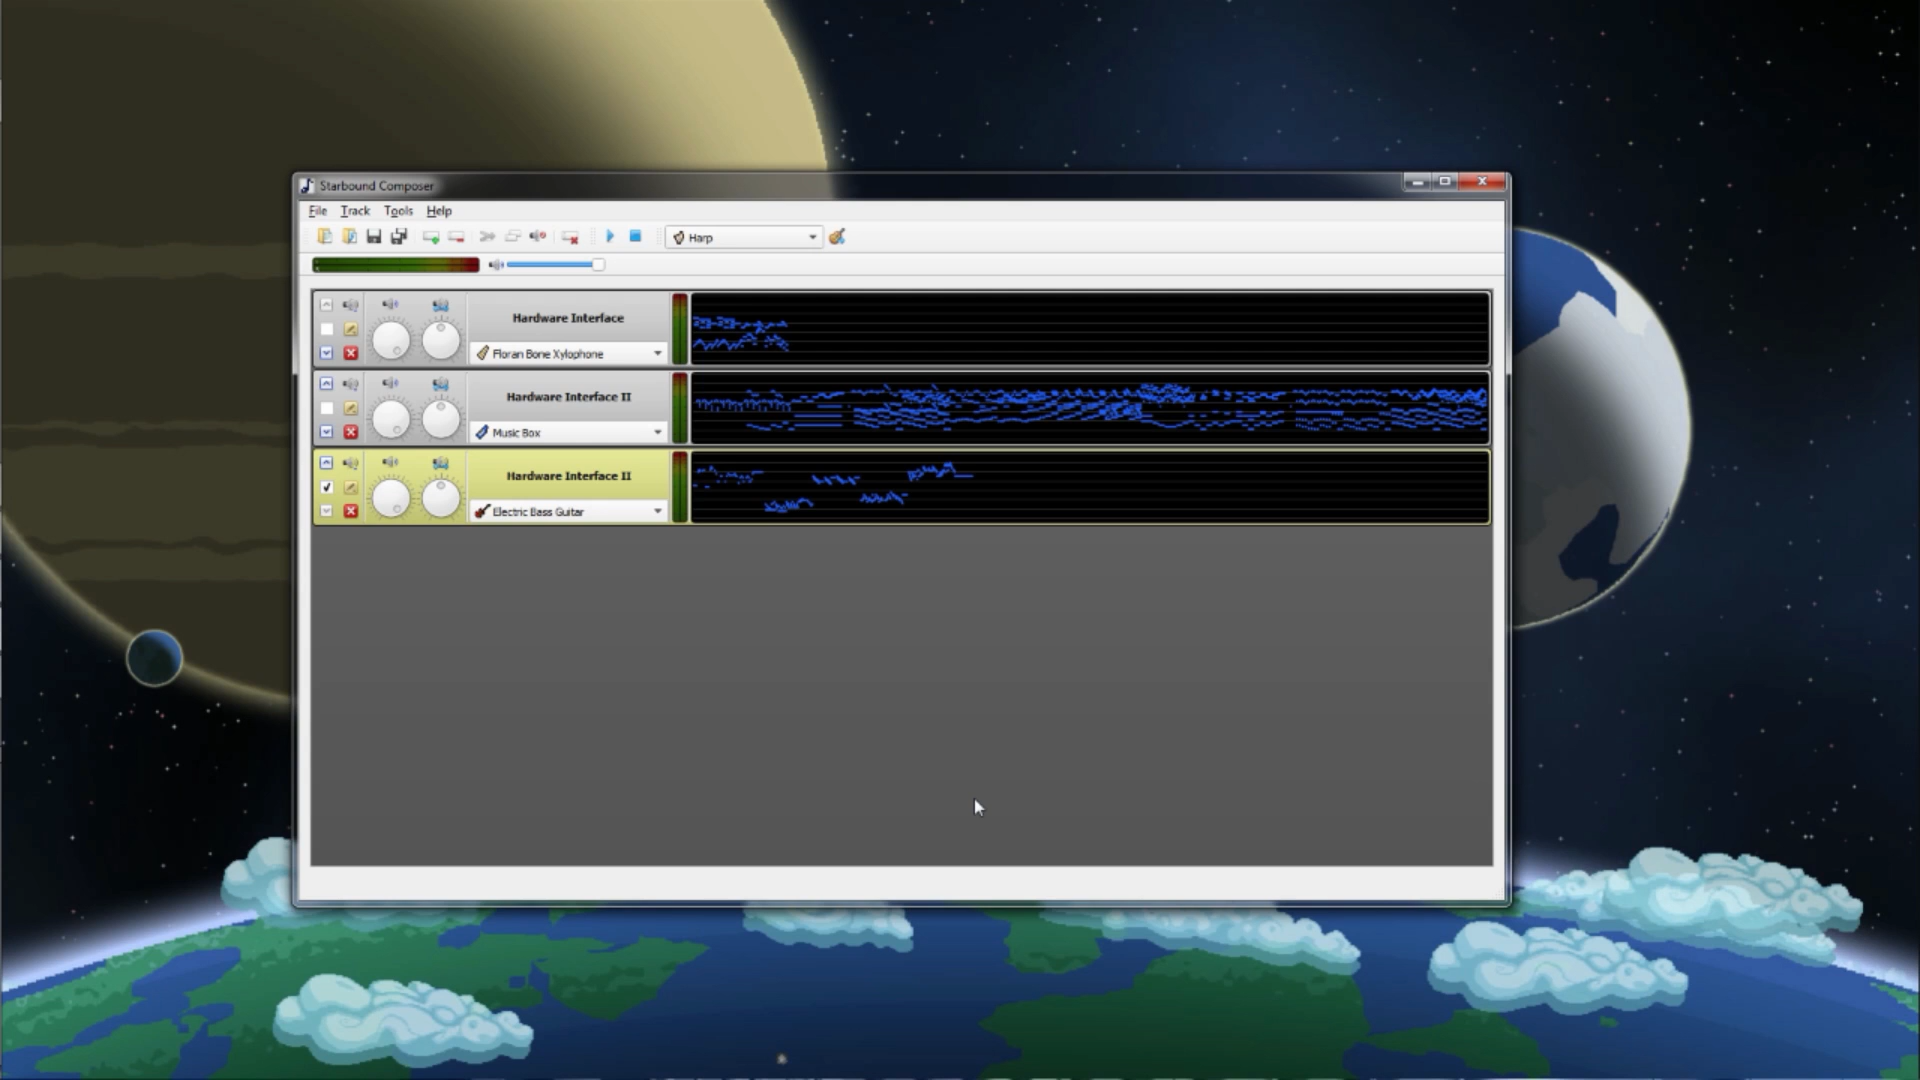 Starbound Composer
File Track Tools Help
Harp
Hardware Interface
Floran Bone Xylophone
Hardware Interface II
Music Box
Hardware Interface II
Electric Bass Guitar